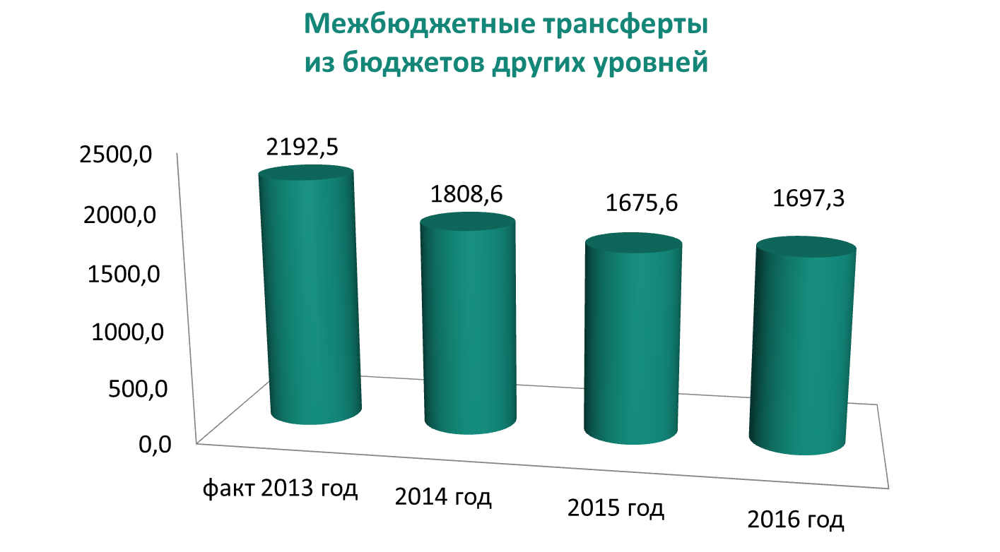 Межбюджетные трансферты
из бюджетов других уровней
2500,0
2000,0
1500,0
1000,0
500,0
0,0
2192,5
1808,6
1675,6
1697,3
факт 2013 год
2014 год
2015 год
2016 год